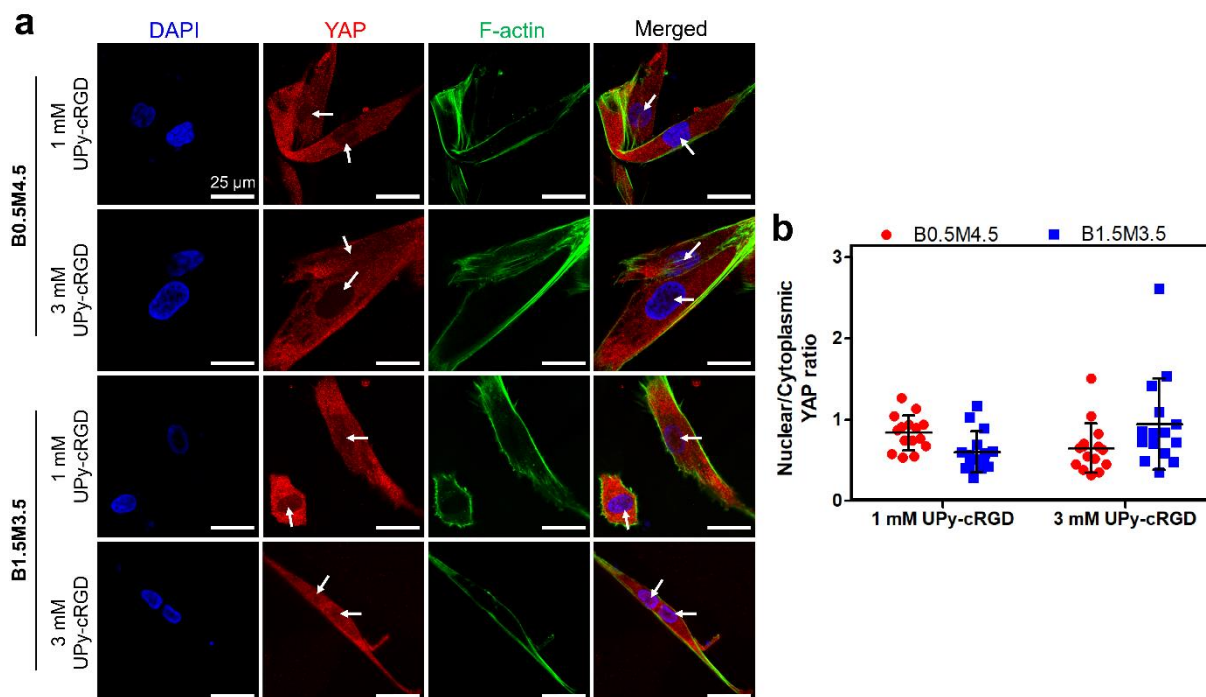 a
DAPI YAP F-actin Merged
B0.5M4.5
1 mM
UPy-cRGD
25 µm
3 mM
UPy-cRGD
B1.5M3.5
1 mM
UPy-cRGD
3 mM
UPy-cRGD
b
B0.5M4.5 B1.5M3.5
Nuclear/Cytoplasmic
YAP ratio
3
2
1
0
1 mM UPy-cRGD 3 mM UPy-cRGD